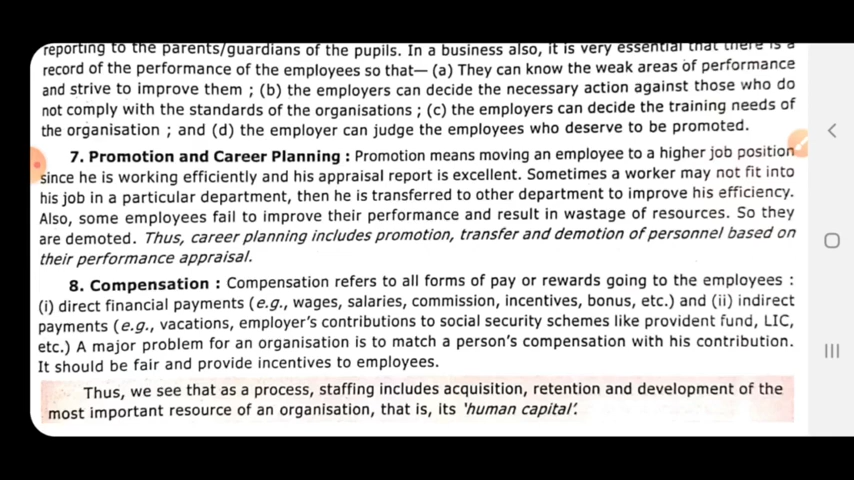 reporting to the parents/guardians of the pupils. In a business also, it is very essential that there is a
record of the performance of the employees so that— (a) They can know the weak areas of performance
and strive to improve them ; (b) the employers can decide the necessary action against those who do
not comply with the standards of the organisations ; (c) the employers can decide the training needs of
the organisation ; and (d) the employer can judge the employees who deserve to be promoted.
7. Promotion and Career Planning : Promotion means moving an employee to a higher job position
since he is working efficiently and his appraisal report is excellent. Sometimes a worker may not fit into
his job in a particular department, then he is transferred to other department to improve his efficiency.
Also, some employees fail to improve their performance and result in wastage of resources. So they
are demoted. Thus, career planning includes promotion, transfer and demotion of personnel based on
their performance appraisal.
8. Compensation : Compensation refers to all forms of pay or rewards going to the employees :
(i) direct financial payments (e.g., wages, salaries, commission, incentives, bonus, etc.) and (ii) indirect
payments (e.g., vacations, employer's contributions to social security schemes like provident fund, LIC,
etc.) A major problem for an organisation is to match a person's compensation with his contribution.
It should be fair and provide incentives to employees.
Thus, we see that as a process, staffing includes acquisition, retention and development of the
most important resource of an organisation, that is, its 'human capital'.